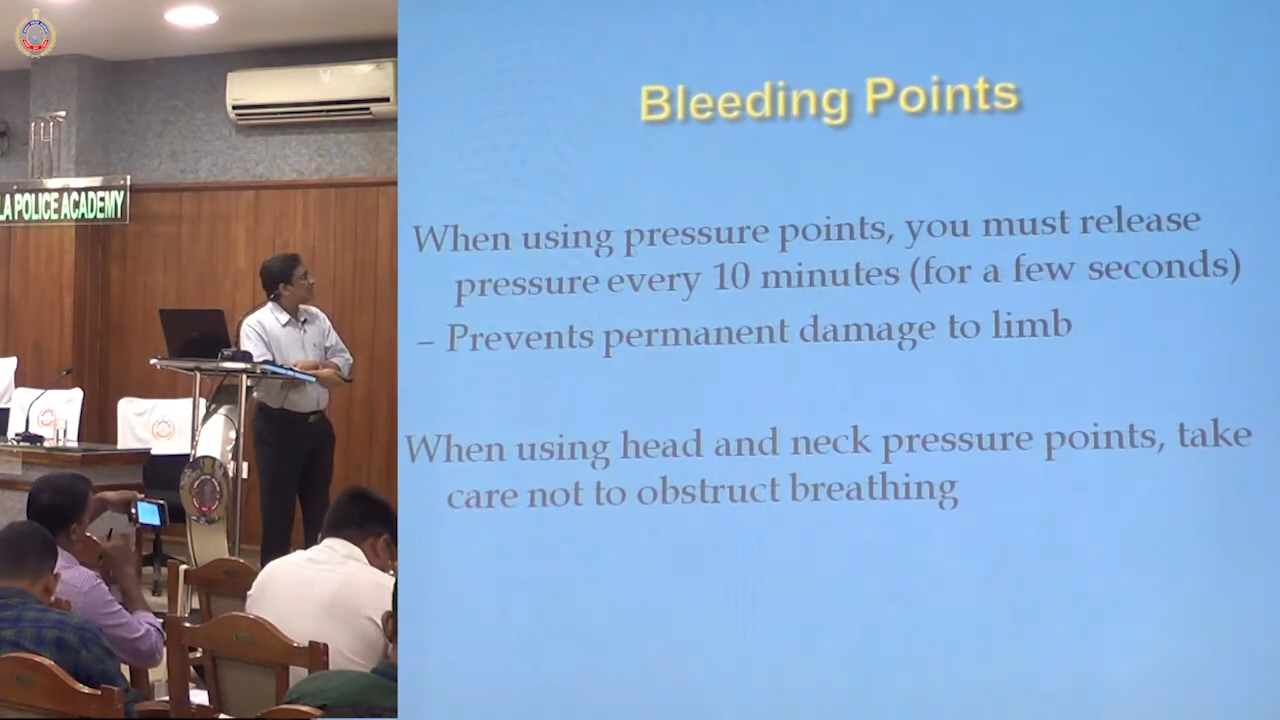 LA POLICE ACADEMY
Bleeding Points
When using pressure points, you must release
pressure every 10 minutes (for a few seconds)
– Prevents permanent damage to limb
When using head and neck pressure points, take
care not to obstruct breathing